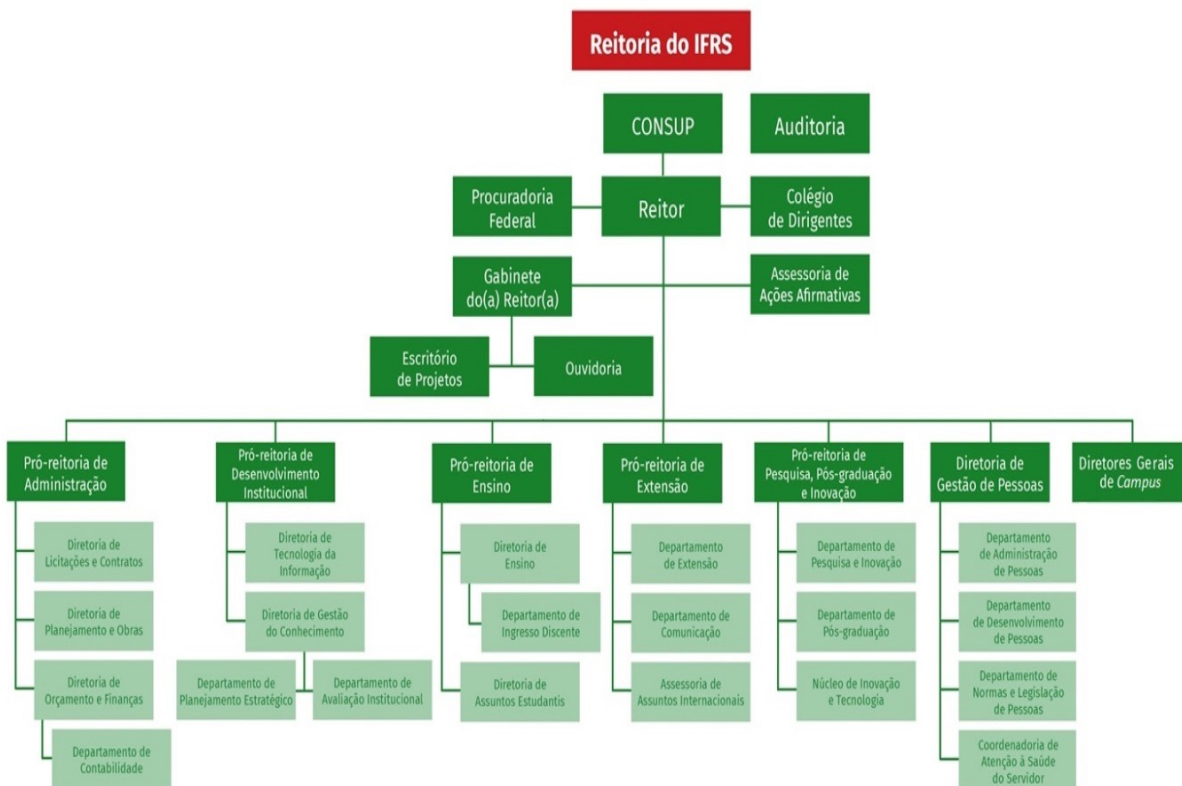 Reitoria do IFRS
CONSUP
Auditoria
Procuradoria
Federal
Reitor
Colégio
de Dirigentes
Gabinete
do(a) Reitor(a)
Assessoria de
Ações Afirmativas
Escritório
de Projetos
Ouvidoria
Pró-reitoria de
Administração
Pró-reitoria de
Desenvolvimento
Institucional
Pró-reitoria de
Ensino
Pró-reitoria de
Extensão
Pró-reitoria de
Pesquisa, Pós-graduação
e Inovação
Diretoria de
Gestão de Pessoas
Diretores Gerais
de Campus
Diretoria de
Licitações e Contratos
Diretoria de
Planejamento e Obras
Diretoria de
Orçamento e Finanças
Departamento de
Contabilidade
Diretoria de
Tecnologia da
Informação
Diretoria de Gestão
do Conhecimento
Departamento de
Planejamento Estratégico
Departamento de
Avaliação Institucional
Diretoria de
Ensino
Departamento de
Ingresso Discente
Diretoria de
Assuntos Estudantis
Departamento
de Extensão
Departamento de
Comunicação
Assessoria de
Assuntos Internacionais
Departamento de
Pesquisa e Inovação
Departamento de
Pós-graduação
Núcleo de Inovação
e Tecnologia
Departamento
de Administração
de Pessoas
Departamento
de Desenvolvimento
de Pessoas
Departamento de
Normas e Legislação
de Pessoas
Coordenadoria de
Atenção à Saúde
do Servidor